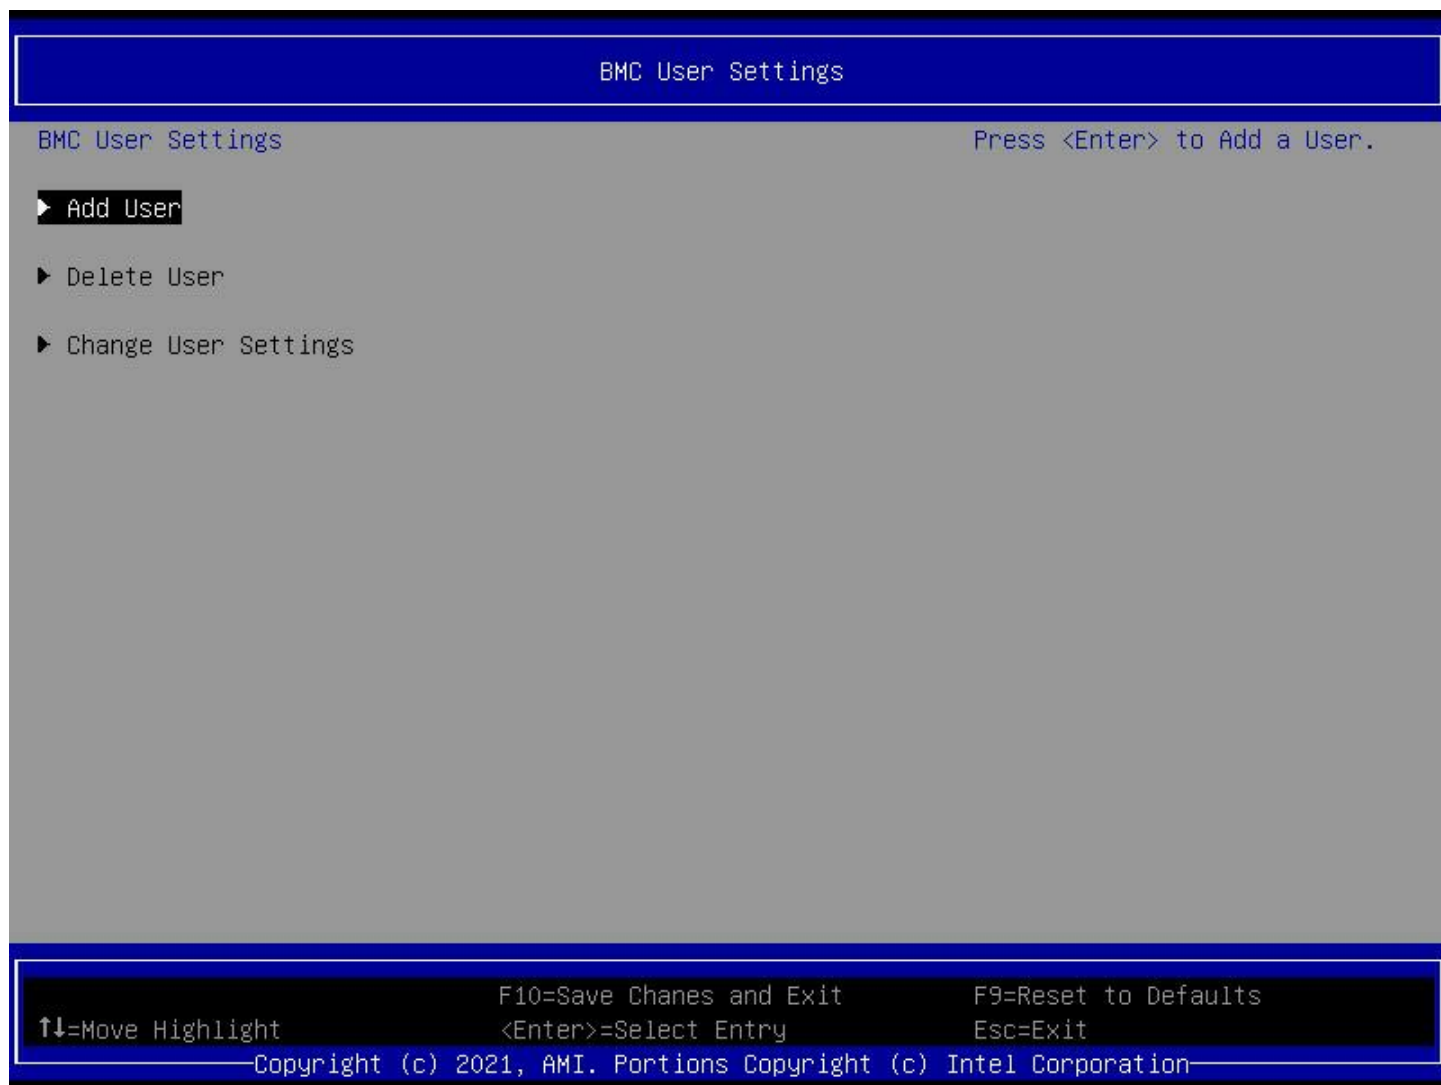 BMC User Settings
BMC User Settings
Press <Enter> to Add a User.
▶ Add User
▶ Delete User
▶ Change User Settings
F10=Save Chanes and Exit
F9=Reset to Defaults
↑↓=Move Highlight
<Enter>=Select Entry
Esc=Exit
Copyright (c) 2021, AMI. Portions Copyright (c) Intel Corporation